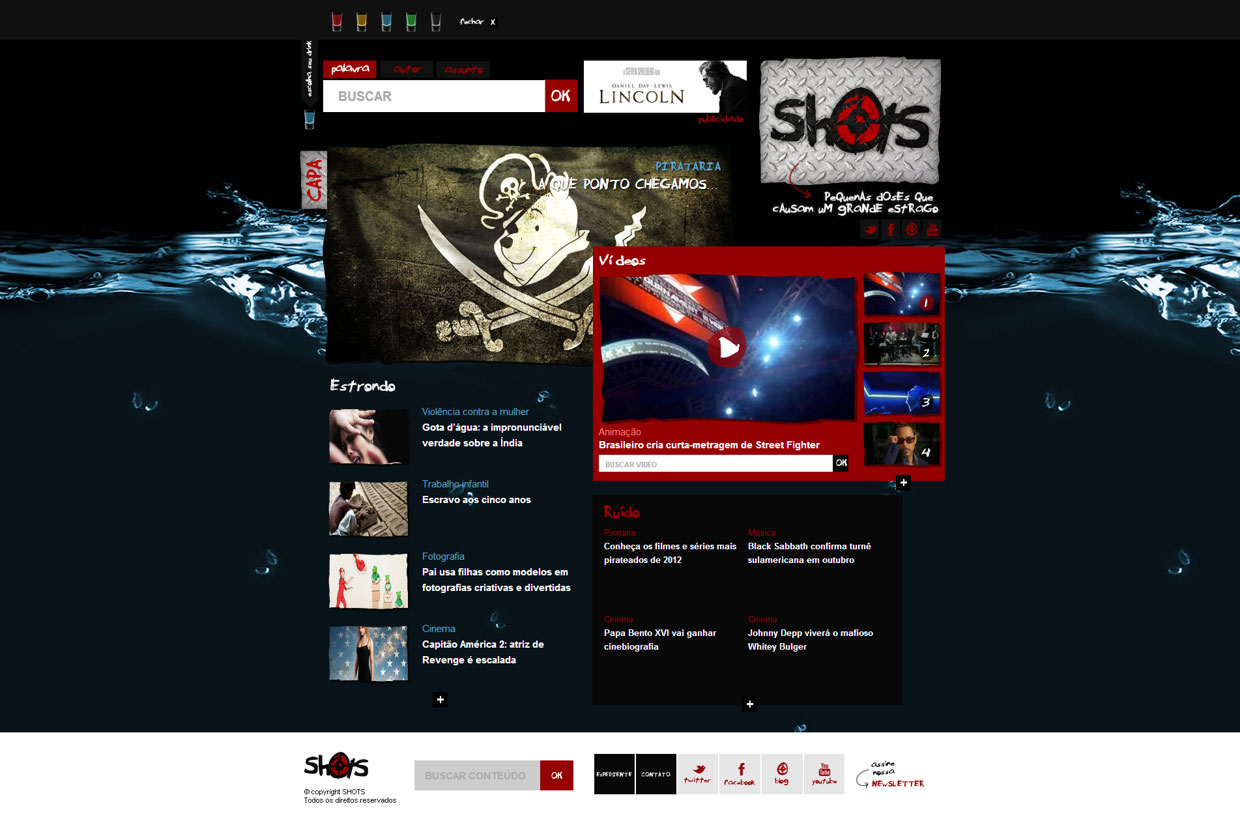 fechar x
escolha seu drink
palavra autor assunto
BUSCAR OK
DANIEL DAY-LEWIS
LINCOLN
publicidade
SHOTS
PeQuenAs dOsEs Que
cAuSam uM gRaNdE eStRaGo
CAPA
PIRATARIA
A QUE PONTO CHEGAMOS...
Vídeos
1
2
3
4
Animação
Brasileiro cria curta-metragem de Street Fighter
BUSCAR VÍDEO OK
+
Estrondo
Violência contra a mulher
Gota d'água: a impronunciável
verdade sobre a Índia
Trabalho infantil
Escravo aos cinco anos
Fotografia
Pai usa filhas como modelos em
fotografias criativas e divertidas
Cinema
Capitão América 2: atriz de
Revenge é escalada
+
Ruído
Pirataria
Conheça os filmes e séries mais
pirateados de 2012
Música
Black Sabbath confirma turnê
sulamericana em outubro
Cinema
Papa Bento XVI vai ganhar
cinebiografia
Cinema
Johnny Depp viverá o mafioso
Whitey Bulger
+
SHOTS
© copyright SHOTS
Todos os direitos reservados
BUSCAR CONTEÚDO OK
EXPEDIENTE CONTATO twitter facebook blog youtube
assine
nossa
NEWSLETTER